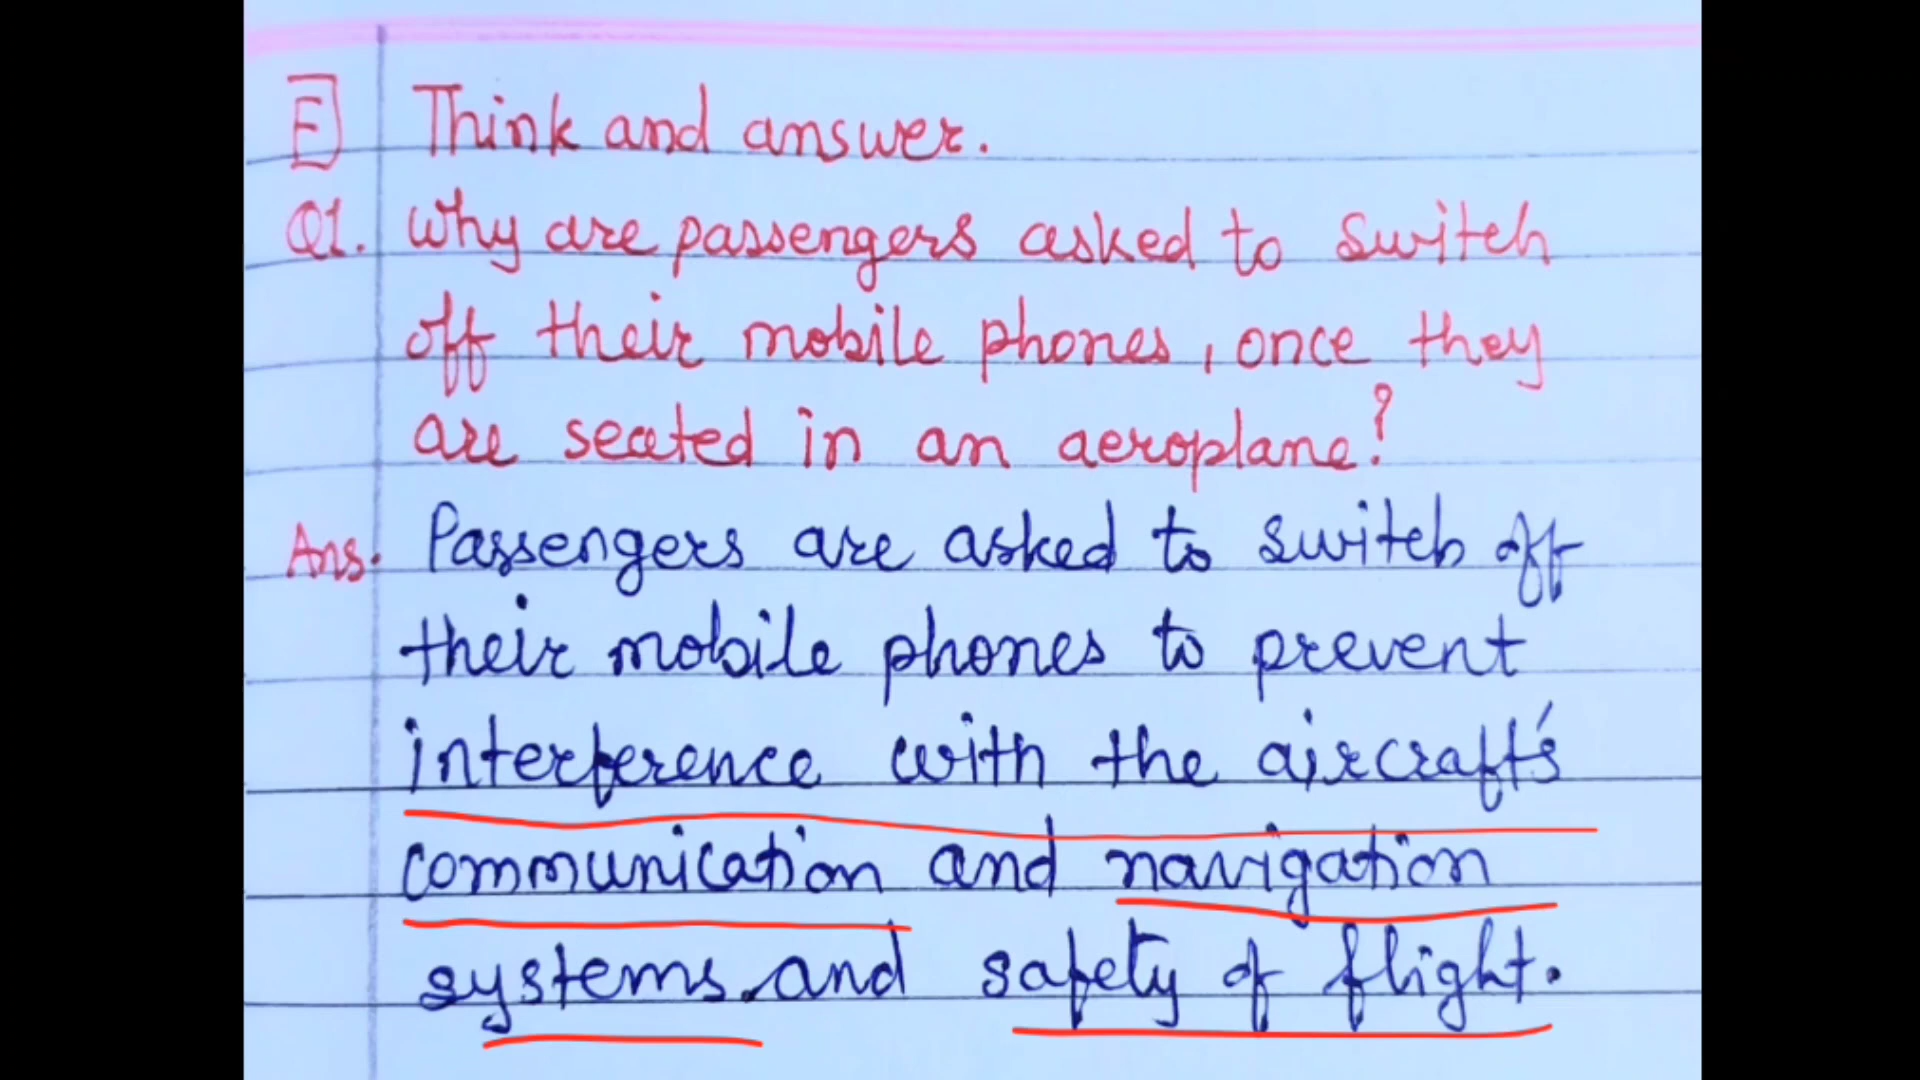 E Think and answer.
Q1. Why are passengers asked to switch
off their mobile phones, once they
are seated in an aeroplane?
Ans. Passengers are asked to switch off
their mobile phones to prevent
interference with the aircraft's
communication and navigation
systems and safety of flight.